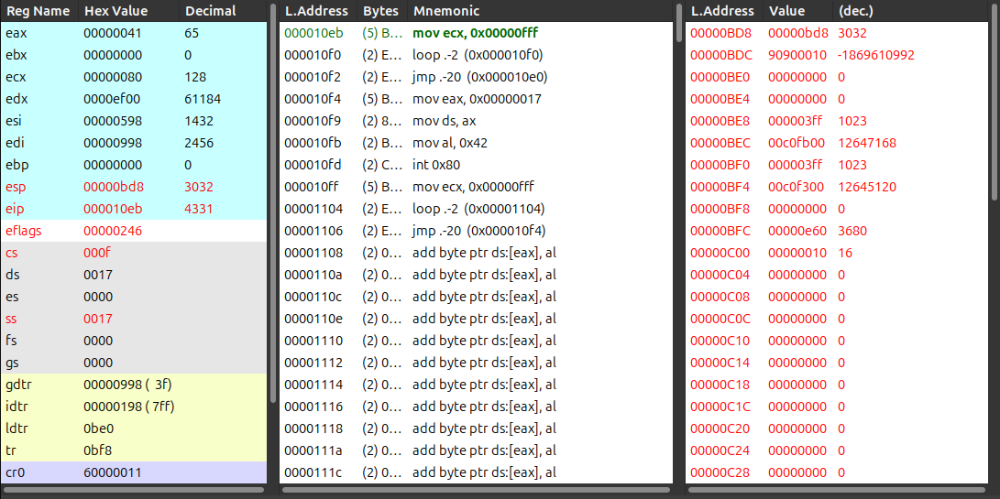 Reg Name Hex Value Decimal
eax 00000041 65
ebx 00000000 0
ecx 00000080 128
edx 0000ef00 61184
esi 00000598 1432
edi 00000998 2456
ebp 00000000 0
esp 00000bd8 3032
eip 000010eb 4331
eflags 00000246
cs 000f
ds 0017
es 0000
ss 0017
fs 0000
gs 0000
gdtr 00000998 ( 3f)
idtr 00000198 ( 7ff)
ldtr 0be0
tr 0bf8
cr0 60000011
L.Address Bytes Mnemonic
000010eb (5) B... mov ecx, 0x00000fff
000010f0 (2) E... loop .-2 (0x000010f0)
000010f2 (2) E... jmp .-20 (0x000010e0)
000010f4 (5) B... mov eax, 0x00000017
000010f9 (2) 8... mov ds, ax
000010fb (2) B... mov al, 0x42
000010fd (2) C... int 0x80
000010ff (5) B... mov ecx, 0x00000fff
00001104 (2) E... loop .-2 (0x00001104)
00001106 (2) E... jmp .-20 (0x000010f4)
00001108 (2) 0... add byte ptr ds:[eax], al
0000110a (2) 0... add byte ptr ds:[eax], al
0000110c (2) 0... add byte ptr ds:[eax], al
0000110e (2) 0... add byte ptr ds:[eax], al
00001110 (2) 0... add byte ptr ds:[eax], al
00001112 (2) 0... add byte ptr ds:[eax], al
00001114 (2) 0... add byte ptr ds:[eax], al
00001116 (2) 0... add byte ptr ds:[eax], al
00001118 (2) 0... add byte ptr ds:[eax], al
0000111a (2) 0... add byte ptr ds:[eax], al
0000111c (2) 0... add byte ptr ds:[eax], al
L.Address Value (dec.)
00000BD8 00000bd8 3032
00000BDC 90900010 -1869610992
00000BE0 00000000 0
00000BE4 00000000 0
00000BE8 000003ff 1023
00000BEC 00c0fb00 12647168
00000BF0 000003ff 1023
00000BF4 00c0f300 12645120
00000BF8 00000000 0
00000BFC 00000e60 3680
00000C00 00000010 16
00000C04 00000000 0
00000C08 00000000 0
00000C0C 00000000 0
00000C10 00000000 0
00000C14 00000000 0
00000C18 00000000 0
00000C1C 00000000 0
00000C20 00000000 0
00000C24 00000000 0
00000C28 00000000 0